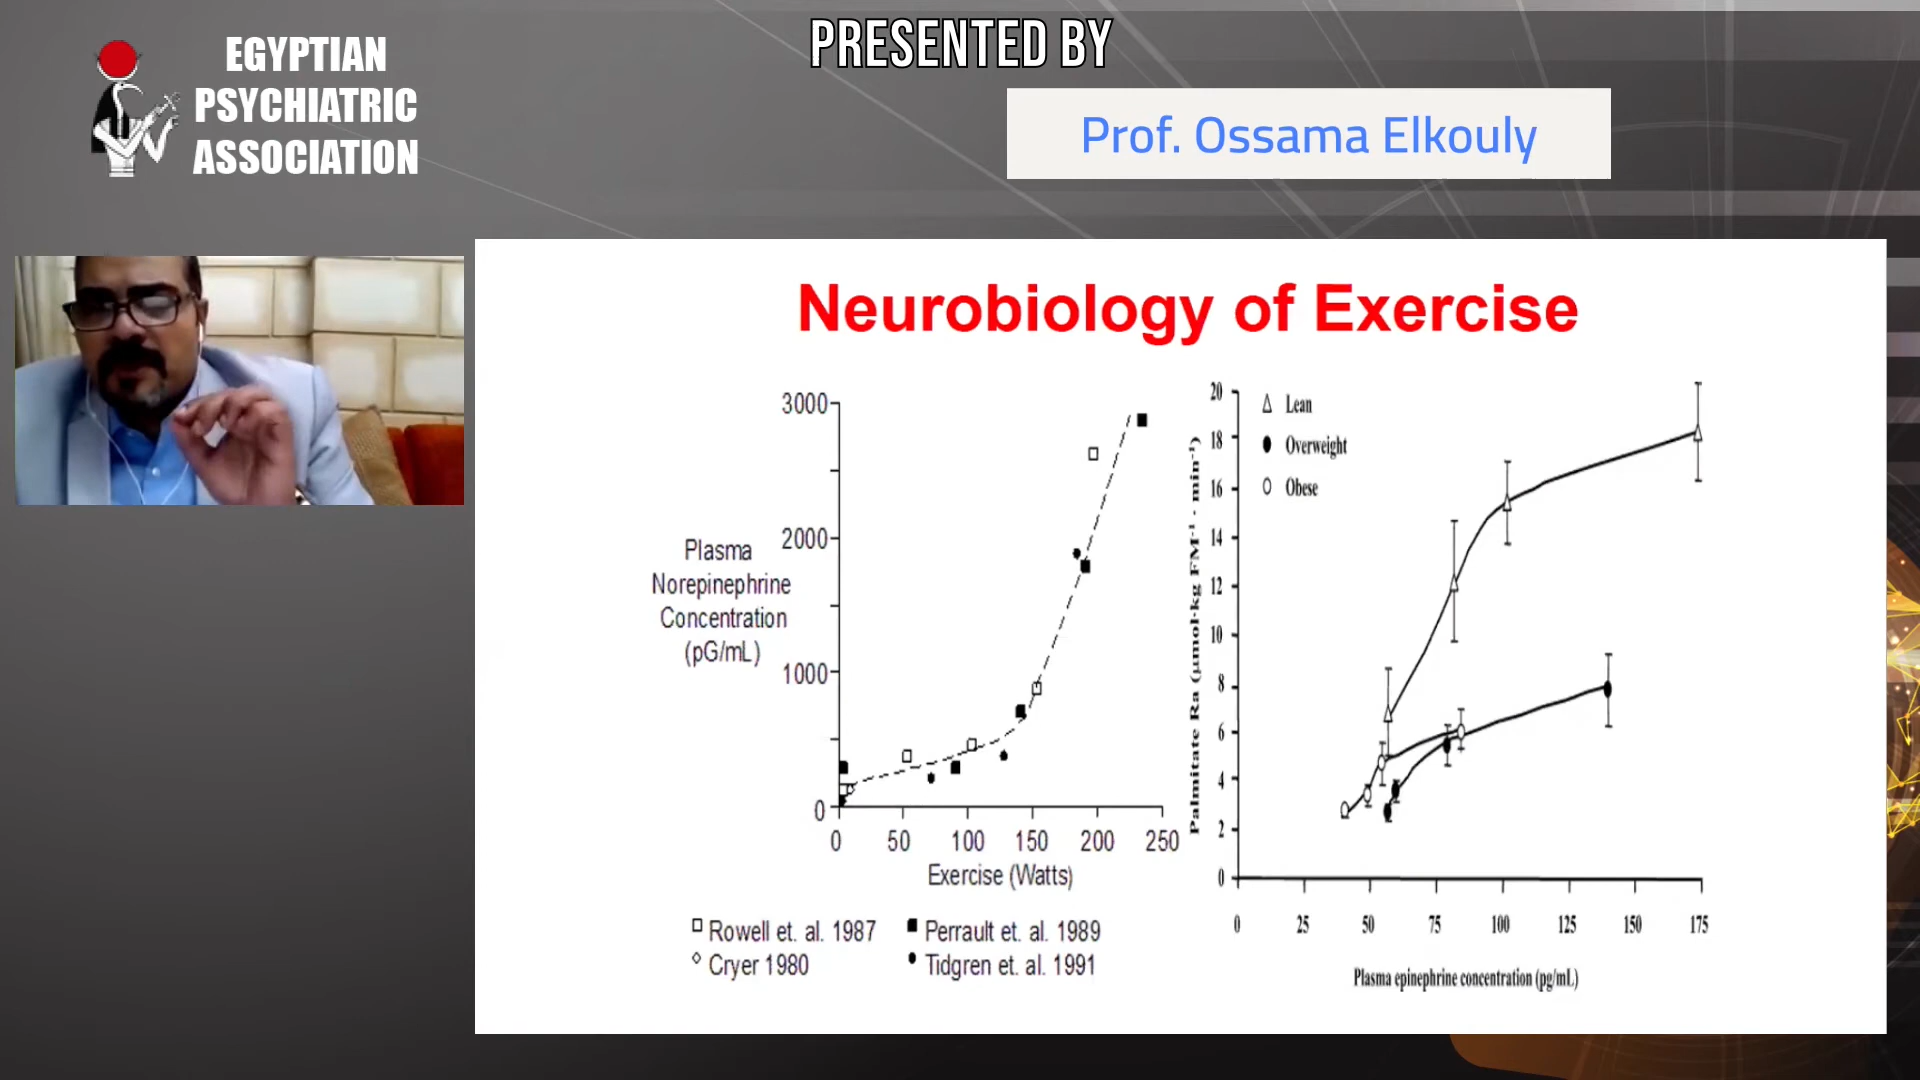 PRESENTED BY
EGYPTIAN
PSYCHIATRIC
ASSOCIATION
Prof. Ossama Elkouly
Neurobiology of Exercise
3000
2000
1000
0
Plasma
Norepinephrine
Concentration
(pG/mL)
0 50 100 150 200 250
Exercise (Watts)
Rowell et. al. 1987
Perrault et. al. 1989
Cryer 1980
Tidgren et. al. 1991
20
18
16
14
12
10
8
6
4
2
0
Lean
Overweight
Obese
Palmitate Ra (µmol·kg FM⁻¹ · min⁻¹)
0 25 50 75 100 125 150 175
Plasma epinephrine concentration (pg/mL)